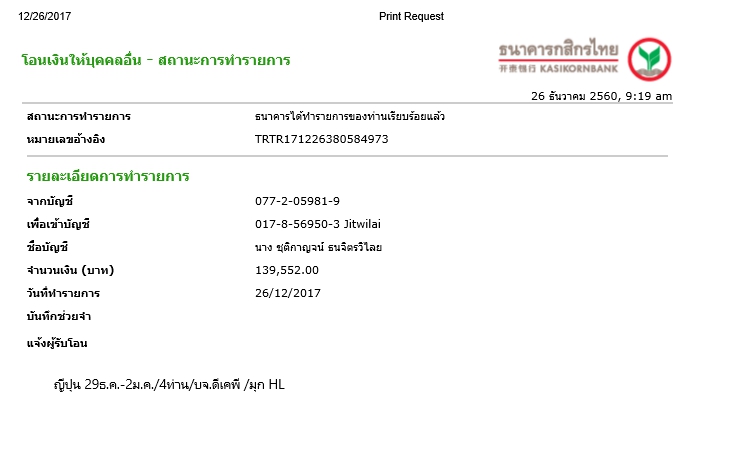 12/26/2017 Print Request
โอนเงินให้บุคคลอื่น - สถานะการทำรายการ
ธนาคารกสิกรไทย
开泰银行 KASIKORNBANK
26 ธันวาคม 2560, 9:19 am
สถานะการทำรายการ ธนาคารได้ทำรายการของท่านเรียบร้อยแล้ว
หมายเลขอ้างอิง TRTR171226380584973
รายละเอียดการทำรายการ
จากบัญชี 077-2-05981-9
เพื่อเข้าบัญชี 017-8-56950-3 Jitwilai
ชื่อบัญชี นาง ชุติกาญจน์ ธนจิตรวิไลย
จำนวนเงิน (บาท) 139,552.00
วันที่ทำรายการ 26/12/2017
บันทึกช่วยจำ
แจ้งผู้รับโอน
ญี่ปุ่น 29ธ.ค.-2ม.ค./4ท่าน/บจ.ดีเคพี /มุก HL